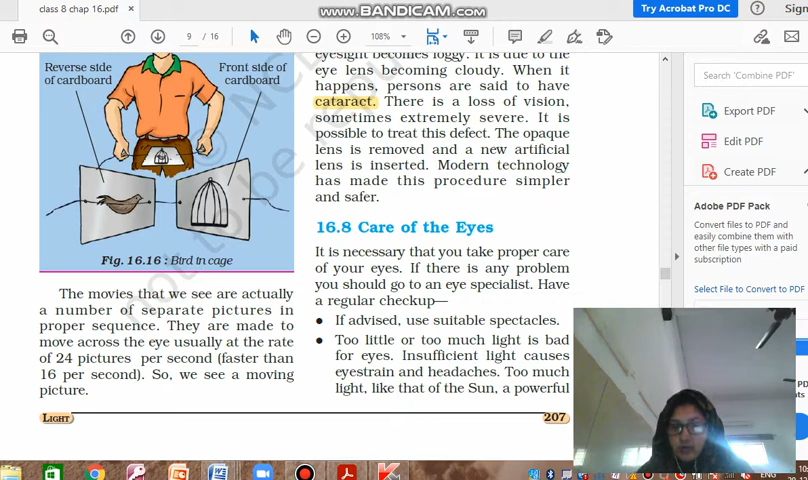 class 8 chap 16.pdf
×
www.BANDICAM.com
Try Acrobat Pro DC
Sign
9 / 16
108%
Reverse side
of cardboard
Front side of
cardboard
Fig. 16.16 : Bird in cage
The movies that we see are actually
a number of separate pictures in
proper sequence. They are made to
move across the eye usually at the rate
of 24 pictures per second (faster than
16 per second). So, we see a moving
picture.
eyesight becomes foggy. It is due to the
eye lens becoming cloudy. When it
happens, persons are said to have
cataract. There is a loss of vision,
sometimes extremely severe. It is
possible to treat this defect. The opaque
lens is removed and a new artificial
lens is inserted. Modern technology
has made this procedure simpler
and safer.
16.8 Care of the Eyes
It is necessary that you take proper care
of your eyes. If there is any problem
you should go to an eye specialist. Have
a regular checkup—
• If advised, use suitable spectacles.
• Too little or too much light is bad
for eyes. Insufficient light causes
eyestrain and headaches. Too much
light, like that of the Sun, a powerful
LIGHT
207
Search 'Combine PDF'
Export PDF
Edit PDF
Create PDF
Adobe PDF Pack
Convert files to PDF and
easily combine them with
other file types with a paid
subscription
Select File to Convert to PDF
ENG